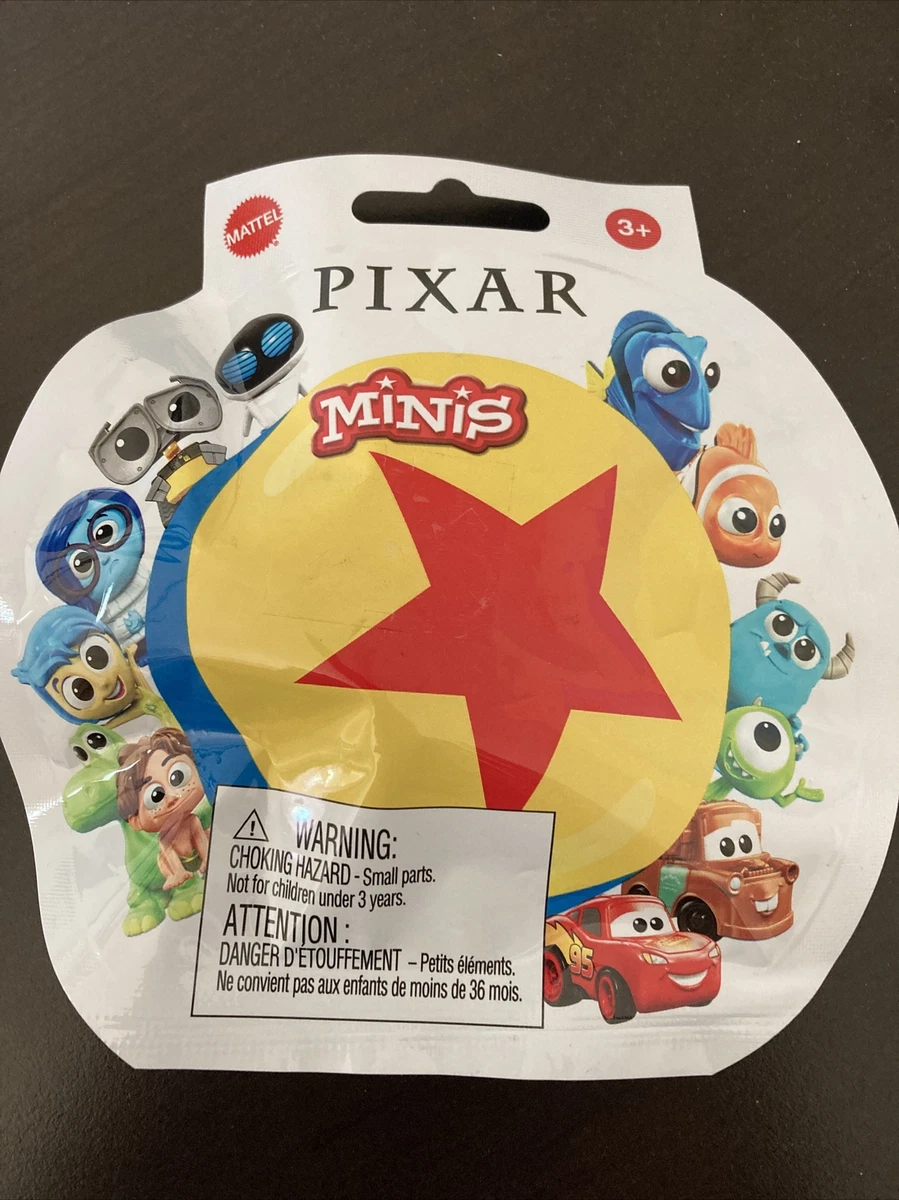 MATTEL
3+
PIXAR
MINIS
95
WARNING:
CHOKING HAZARD - Small parts.
Not for children under 3 years.
ATTENTION :
DANGER D'ÉTOUFFEMENT – Petits éléments.
Ne convient pas aux enfants de moins de 36 mois.